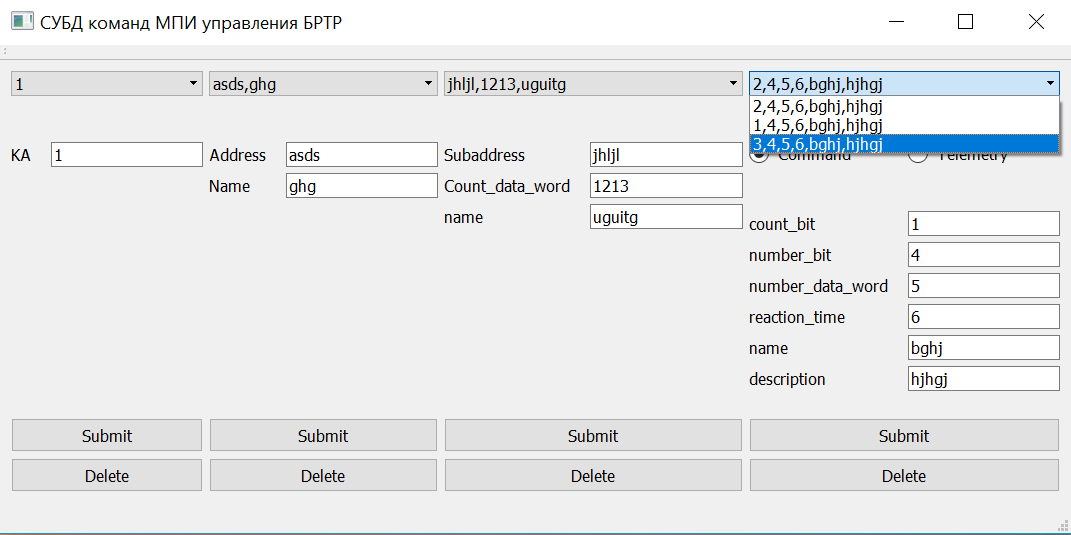 СУБД команд МПИ управления БРТР
1 asds,ghg jhljl,1213,uguitg 2,4,5,6,bghj,hjhgj
2,4,5,6,bghj,hjhgj
1,4,5,6,bghj,hjhgj
3,4,5,6,bghj,hjhgj
KA 1 Address asds Subaddress jhljl Command Telemetry
Name ghg Count_data_word 1213
name uguitg
count_bit 1
number_bit 4
number_data_word 5
reaction_time 6
name bghj
description hjhgj
Submit Submit Submit Submit
Delete Delete Delete Delete